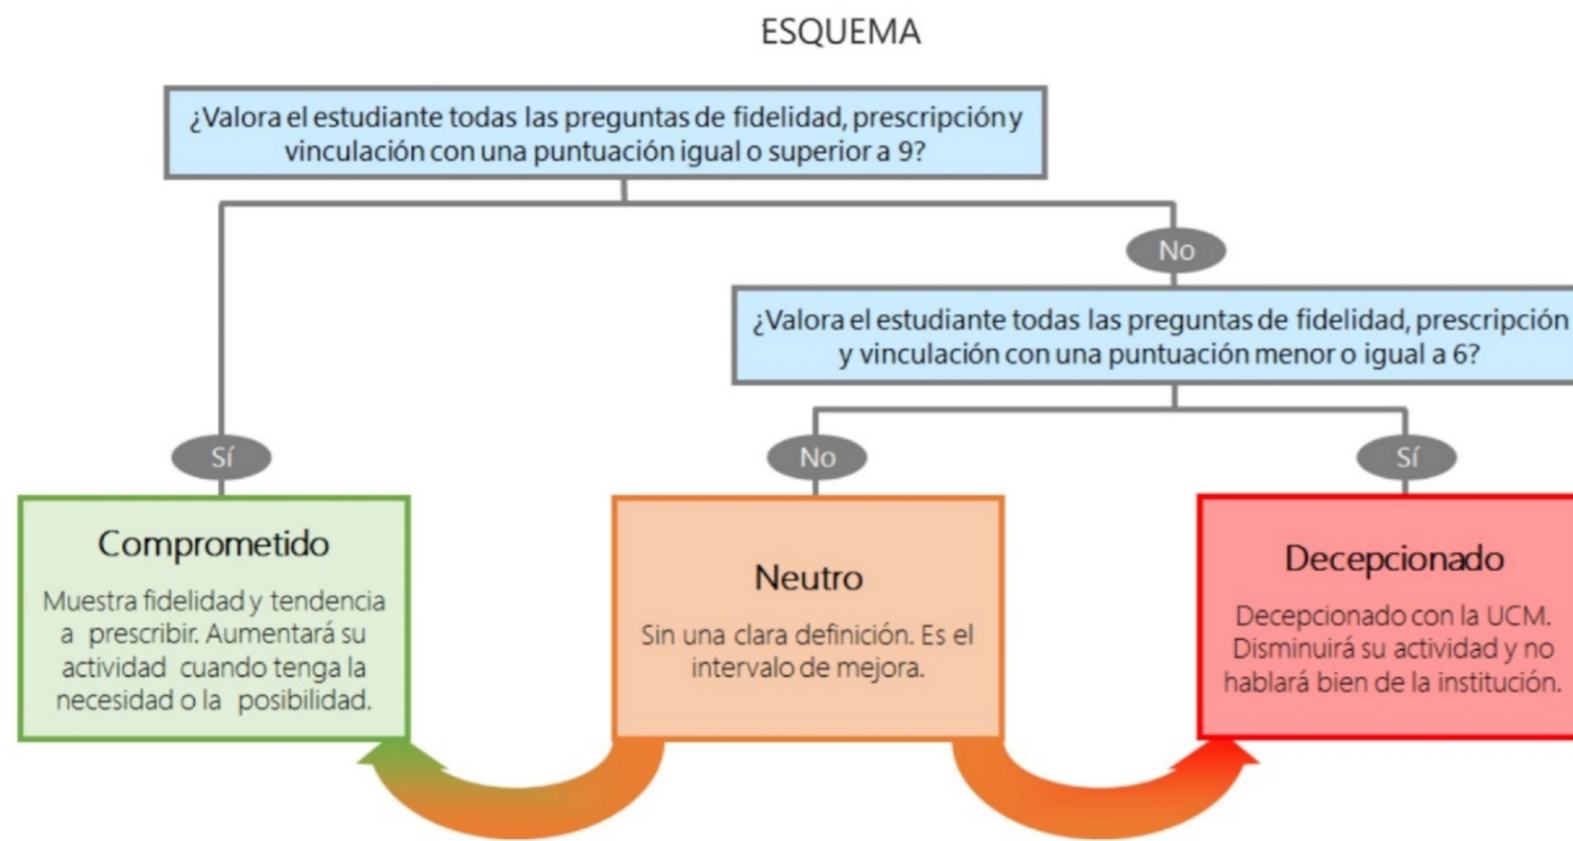 ESQUEMA
¿Valora el estudiante todas las preguntas de fidelidad, prescripción y
vinculación con una puntuación igual o superior a 9?
No
¿Valora el estudiante todas las preguntas de fidelidad, prescripción
y vinculación con una puntuación menor o igual a 6?
Sí
No
Sí
Comprometido
Muestra fidelidad y tendencia
a prescribir. Aumentará su
actividad cuando tenga la
necesidad o la posibilidad.
Neutro
Sin una clara definición. Es el
intervalo de mejora.
Decepcionado
Decepcionado con la UCM.
Disminuirá su actividad y no
hablará bien de la institución.